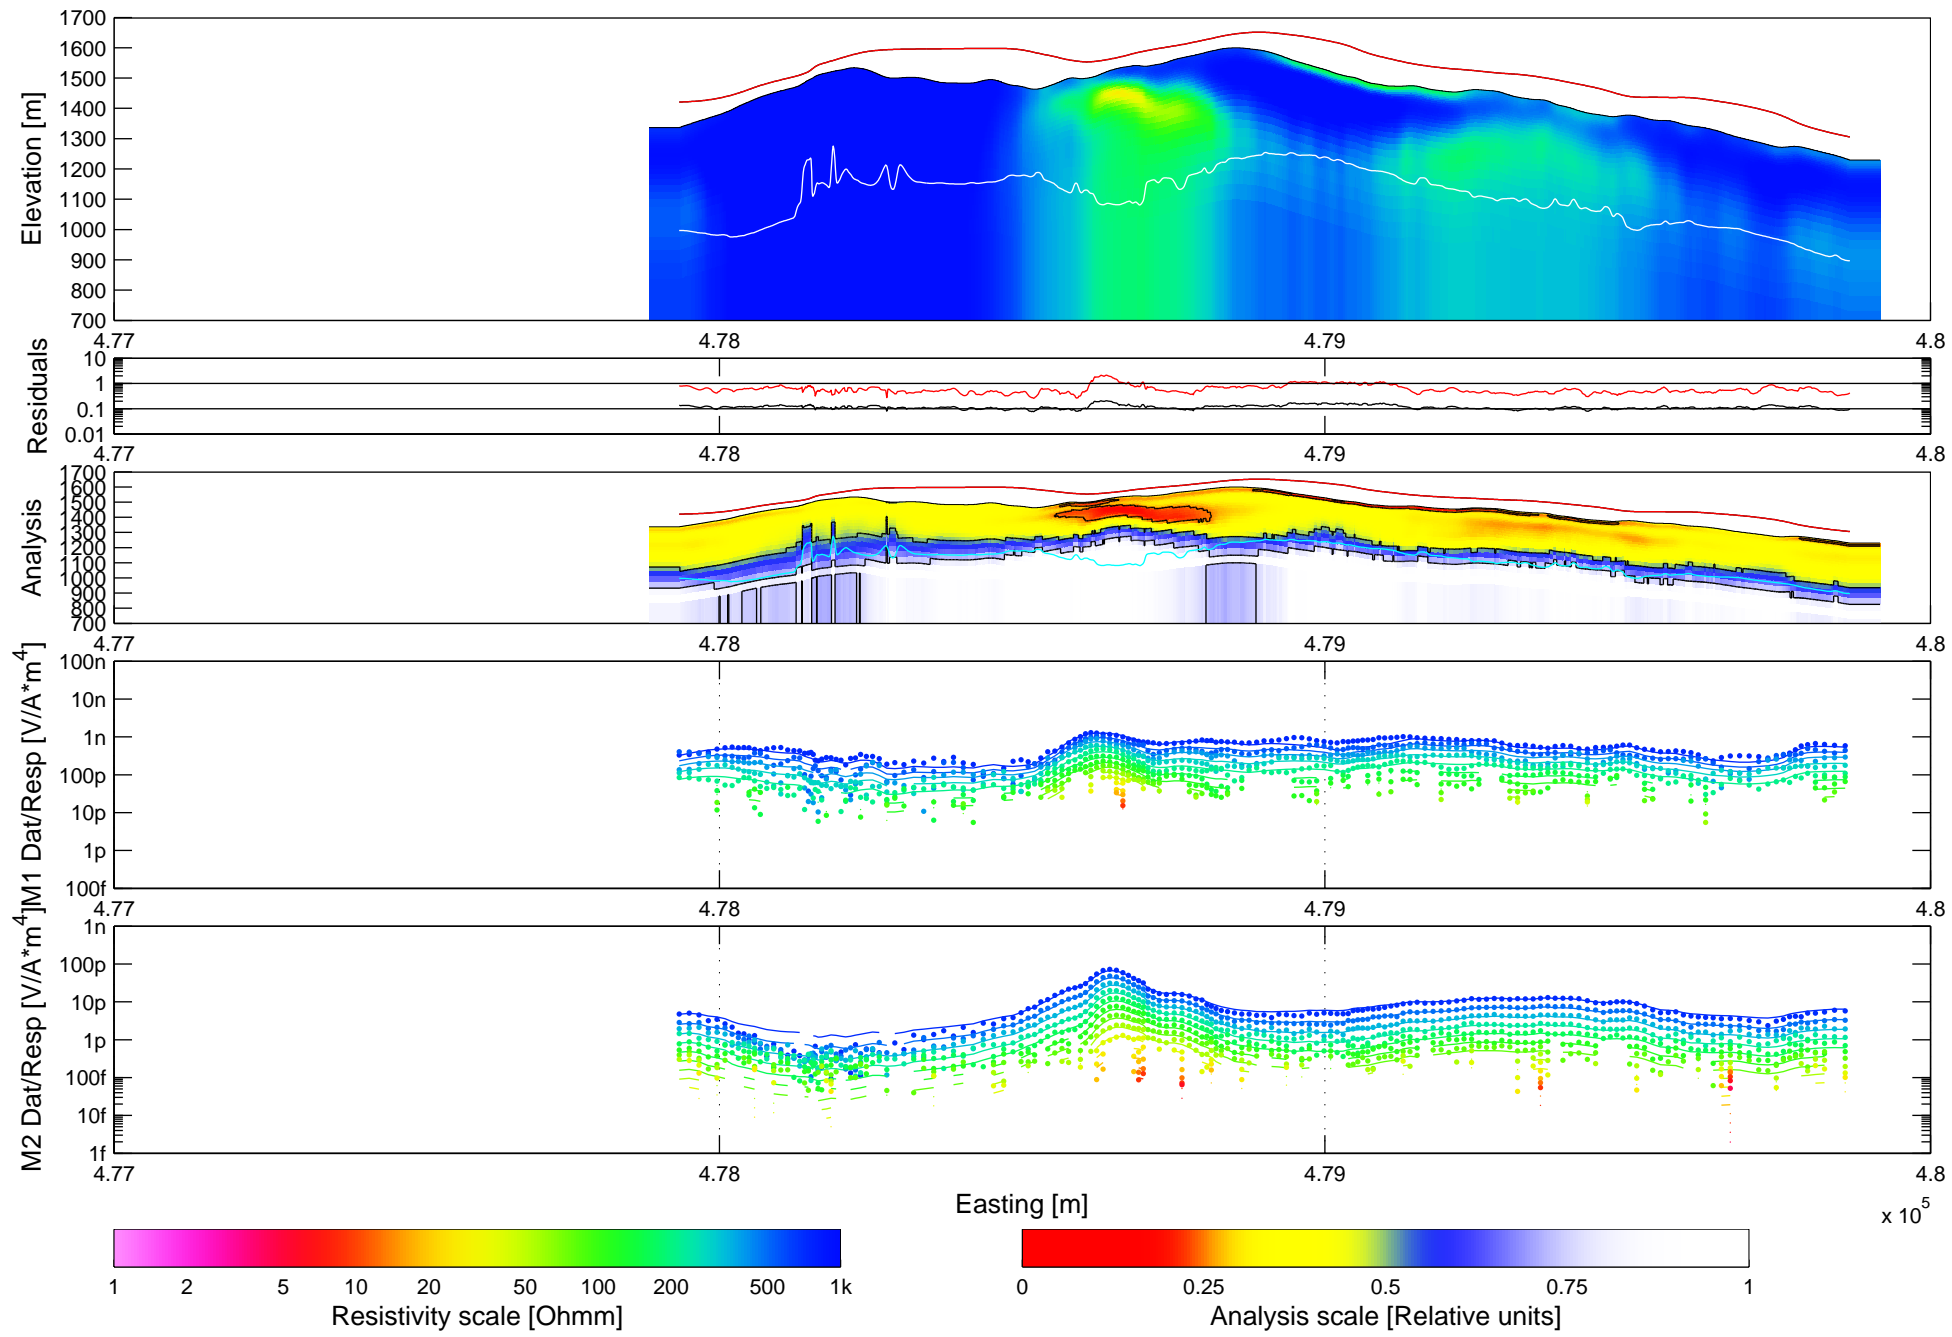 1700
1600
1500
1400
1300
1200
1100
1000
900
800
700
Elevation [m]
4.77 4.78 4.79 4.8
10
1
0.1
0.01
Residuals
4.77 4.78 4.79 4.8
1700
1600
1500
1400
1300
1200
1100
1000
900
800
700
Analysis
4.77 4.78 4.79 4.8
100n
10n
1n
100p
10p
1p
100f
M1 Dat/Resp [V/A*m^4]
4.77 4.78 4.79 4.8
1n
100p
10p
1p
100f
10f
1f
M2 Dat/Resp [V/A*m^4]
4.77 4.78 4.79 4.8
Easting [m]
x 10^5
1 2 5 10 20 50 100 200 500 1k
Resistivity scale [Ohmm]
0 0.25 0.5 0.75 1
Analysis scale [Relative units]